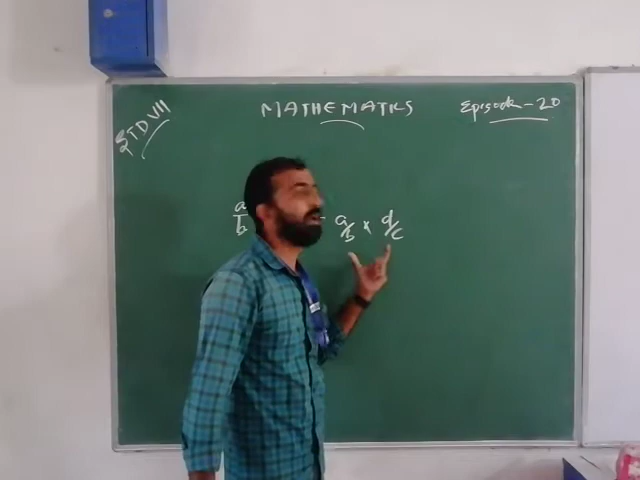 STD VII
MATHEMATICS
Episode - 20
a/b = a/b × d/c